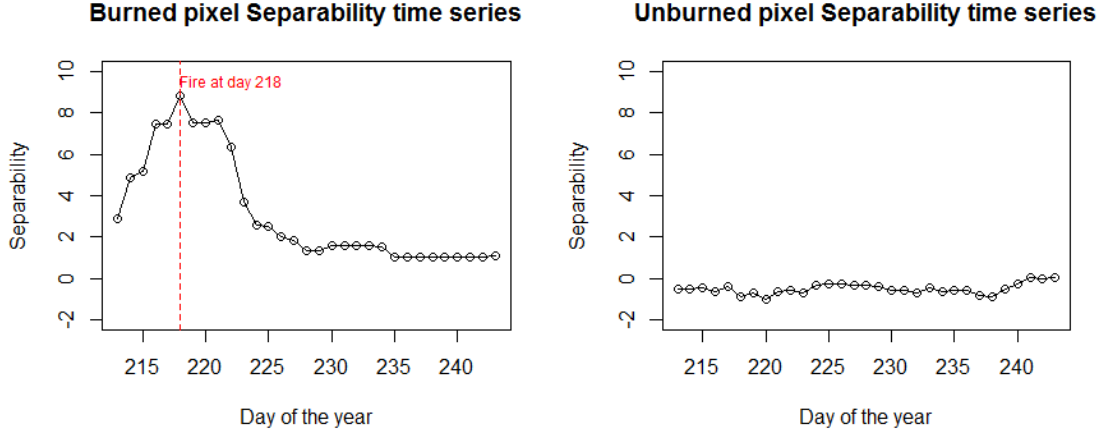 Burned pixel Separability time series
Fire at day 218
10
8
6
4
2
0
-2
Separability
215 220 225 230 235 240
Day of the year
Unburned pixel Separability time series
10
8
6
4
2
0
-2
Separability
215 220 225 230 235 240
Day of the year